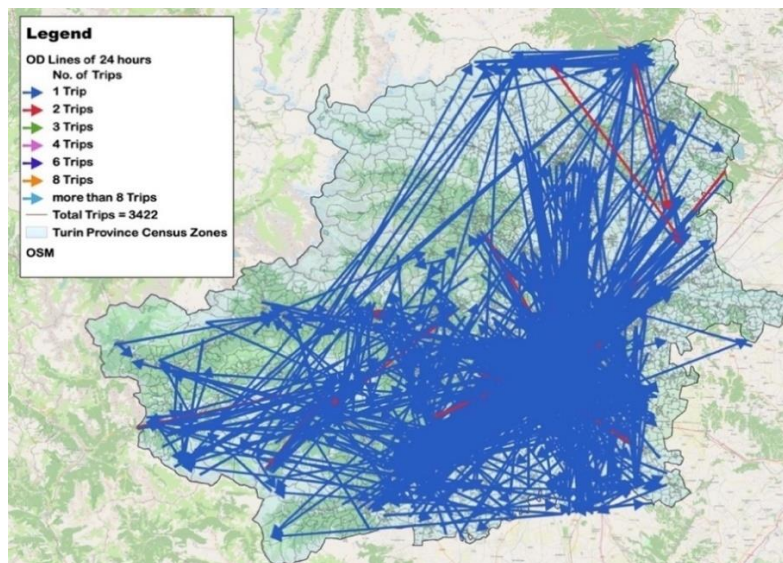 Legend
OD Lines of 24 hours
No. of Trips
1 Trip
2 Trips
3 Trips
4 Trips
6 Trips
8 Trips
more than 8 Trips
Total Trips = 3422
Turin Province Census Zones
OSM